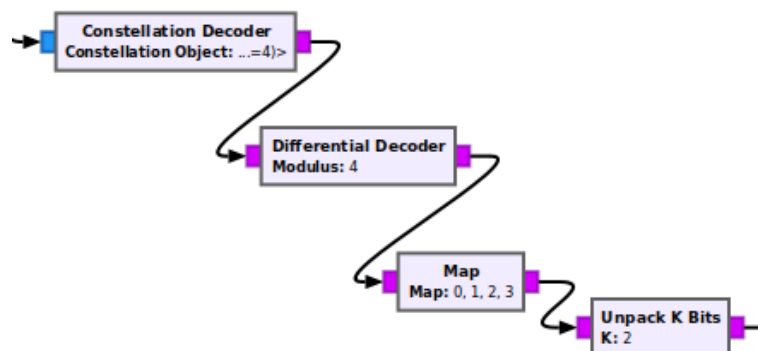 Constellation Decoder
Constellation Object: ...=4)>
Differential Decoder
Modulus: 4
Map
Map: 0, 1, 2, 3
Unpack K Bits
K: 2